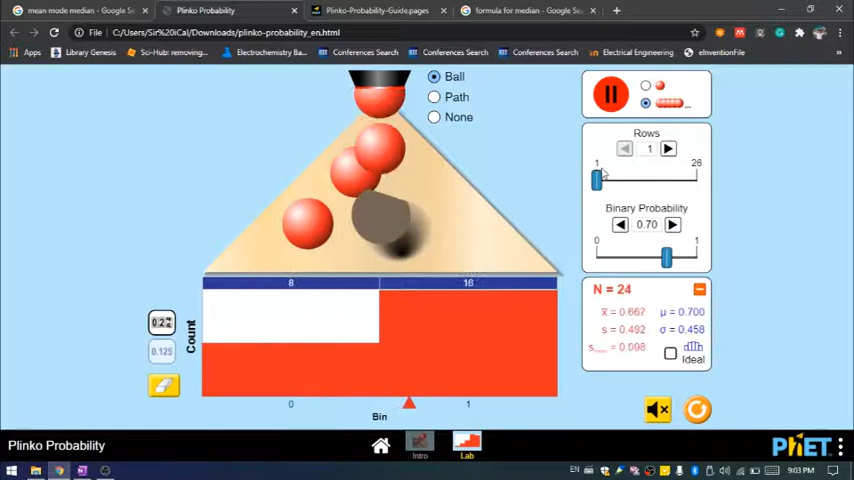 mean mode median - Google Se
Plinko Probability
Plinko-Probability-Guide.pages
formula for median - Google Sea
File
C:/Users/Sir%20iCal/Downloads/plinko-probability_en.html
Apps
Library Genesis
Sci-Hub: removing...
Electrochemistry Ba...
Conferences Search
Conferences Search
Conferences Search
Electrical Engineering
eInventionFile
Ball
Path
None
Rows
1
1
26
Binary Probability
0.70
0
1
8
16
N = 24
x̄ = 0.667
μ = 0.700
s = 0.492
σ = 0.458
= 0.098
Ideal
0.125
Count
0
1
Bin
Plinko Probability
Intro
Lab
PhET
EN
9:03 PM